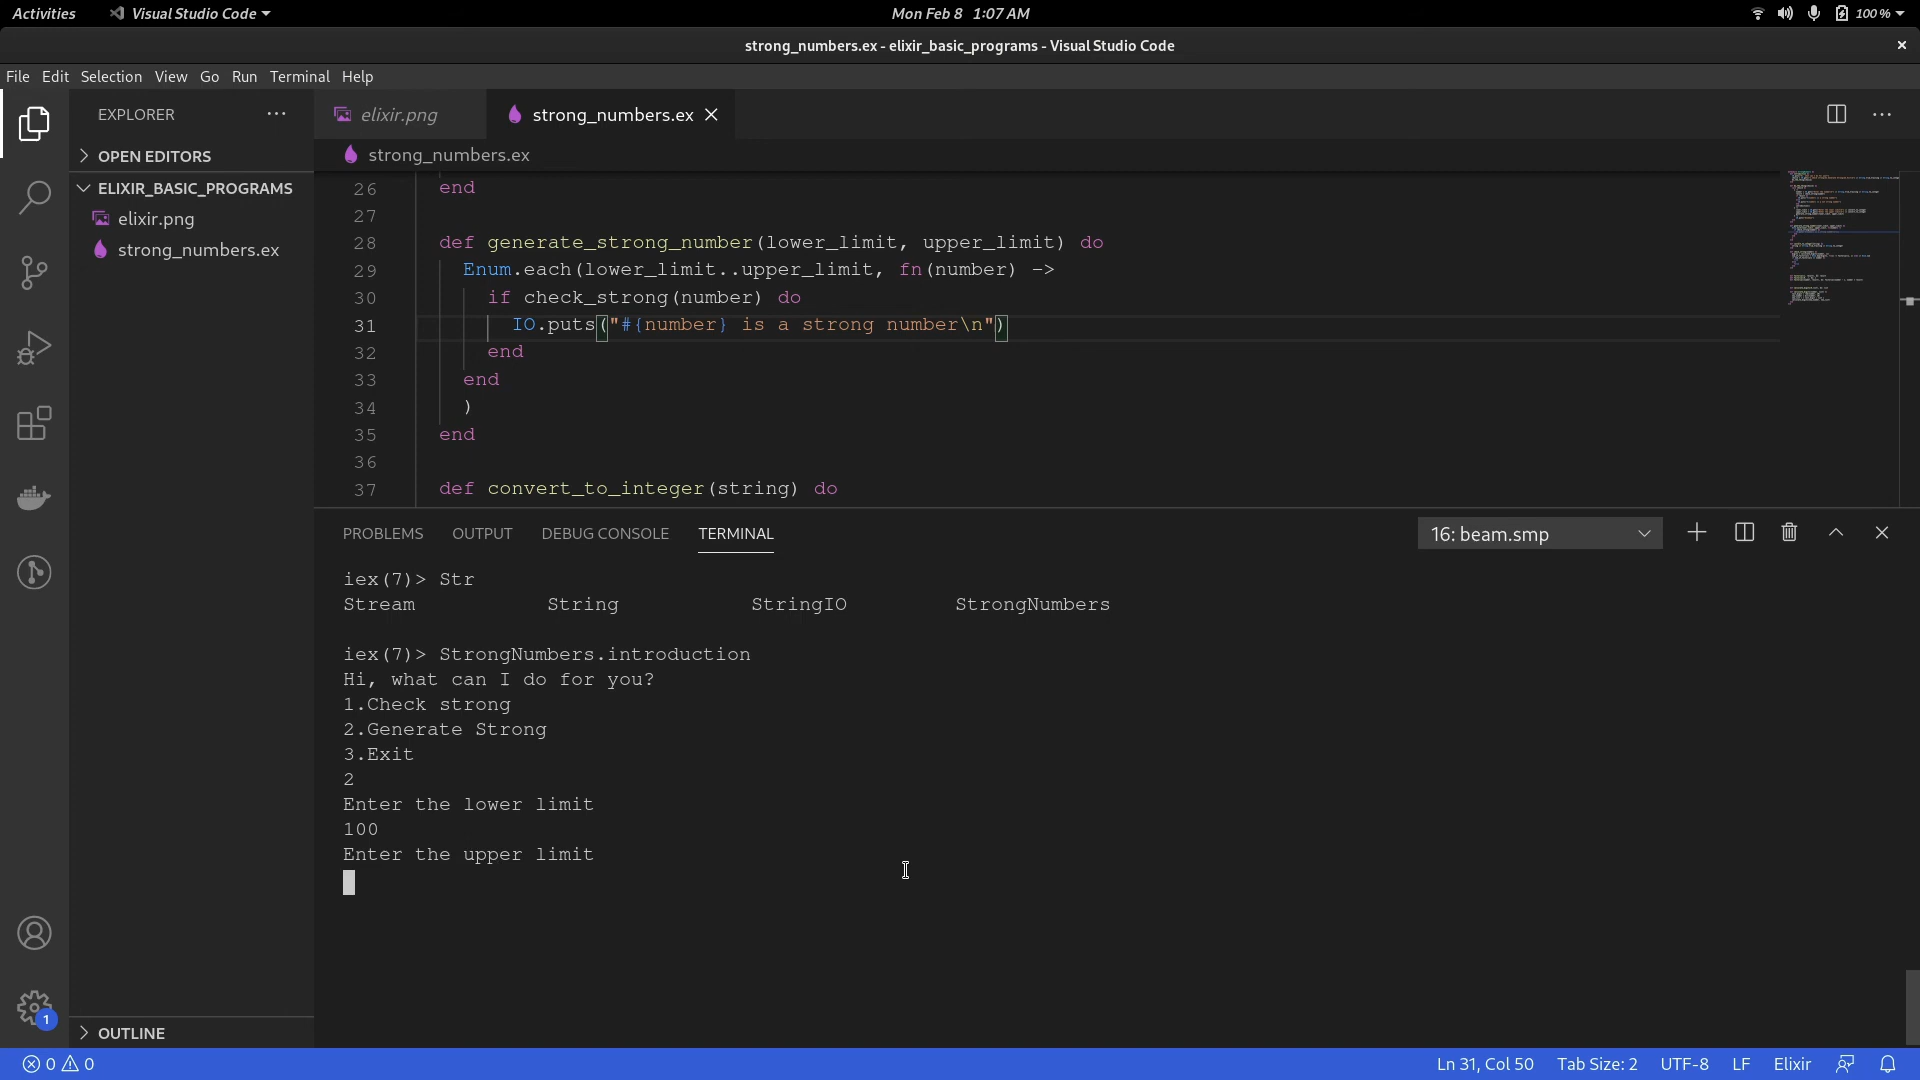 Activities Visual Studio Code Mon Feb 8 1:07 AM 100 %
strong_numbers.ex - elixir_basic_programs - Visual Studio Code
File Edit Selection View Go Run Terminal Help
EXPLORER
OPEN EDITORS
ELIXIR_BASIC_PROGRAMS
elixir.png
strong_numbers.ex
OUTLINE
1
elixir.png strong_numbers.ex
strong_numbers.ex
26 end
27
28 def generate_strong_number(lower_limit, upper_limit) do
29 Enum.each(lower_limit..upper_limit, fn(number) ->
30 if check_strong(number) do
31 IO.puts("#{number} is a strong number\n")
32 end
33 end
34 )
35 end
36
37 def convert_to_integer(string) do
PROBLEMS OUTPUT DEBUG CONSOLE TERMINAL 16: beam.smp
iex(7)> Str
Stream String StringIO StrongNumbers
iex(7)> StrongNumbers.introduction
Hi, what can I do for you?
1.Check strong
2.Generate Strong
3.Exit
2
Enter the lower limit
100
Enter the upper limit
0 0 Ln 31, Col 50 Tab Size: 2 UTF-8 LF Elixir